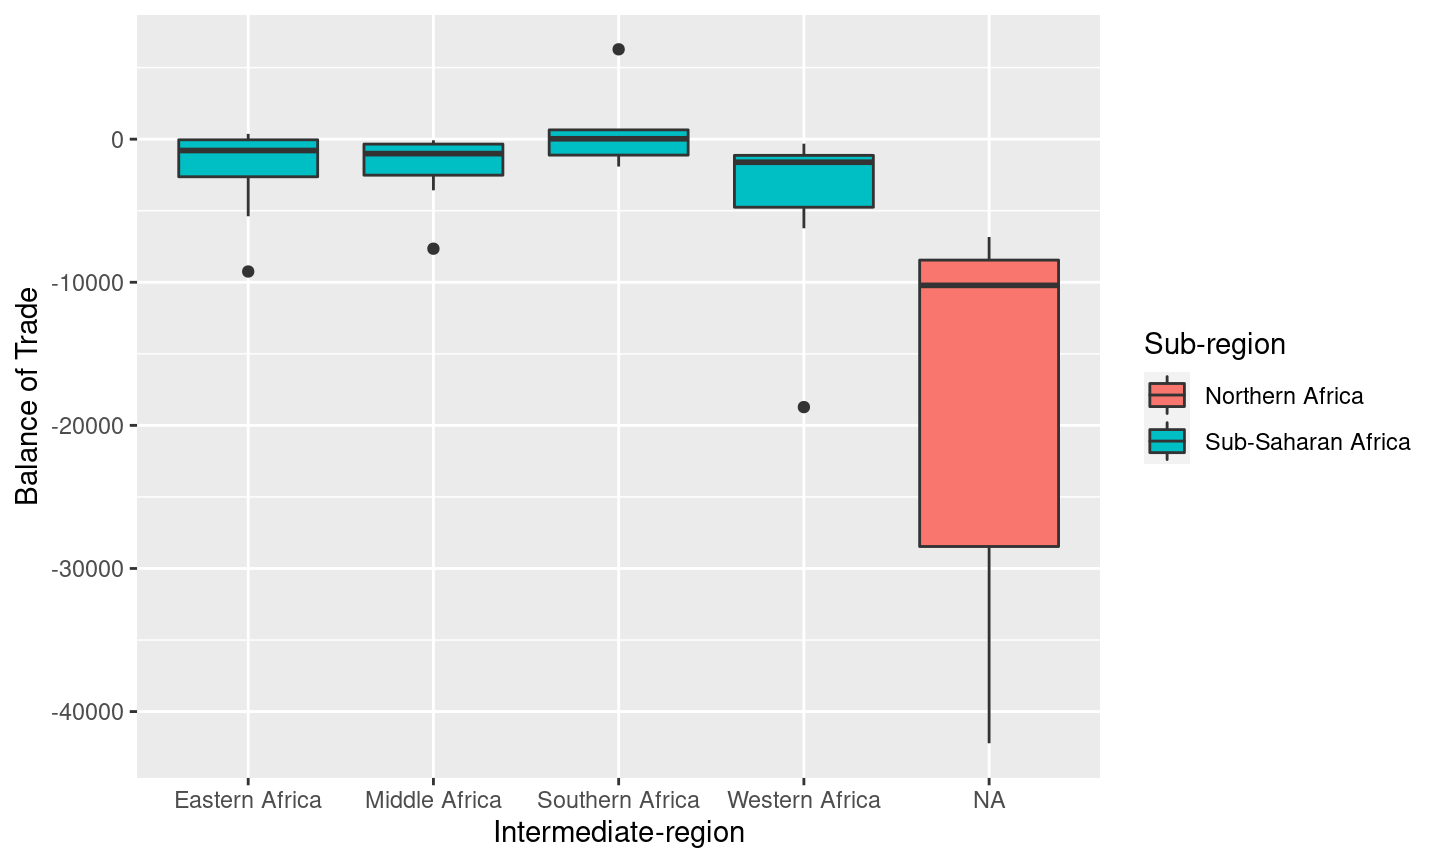 Balance of Trade
0
-10000
-20000
-30000
-40000
Eastern Africa
Middle Africa
Southern Africa
Western Africa
NA
Intermediate-region
Sub-region
Northern Africa
Sub-Saharan Africa